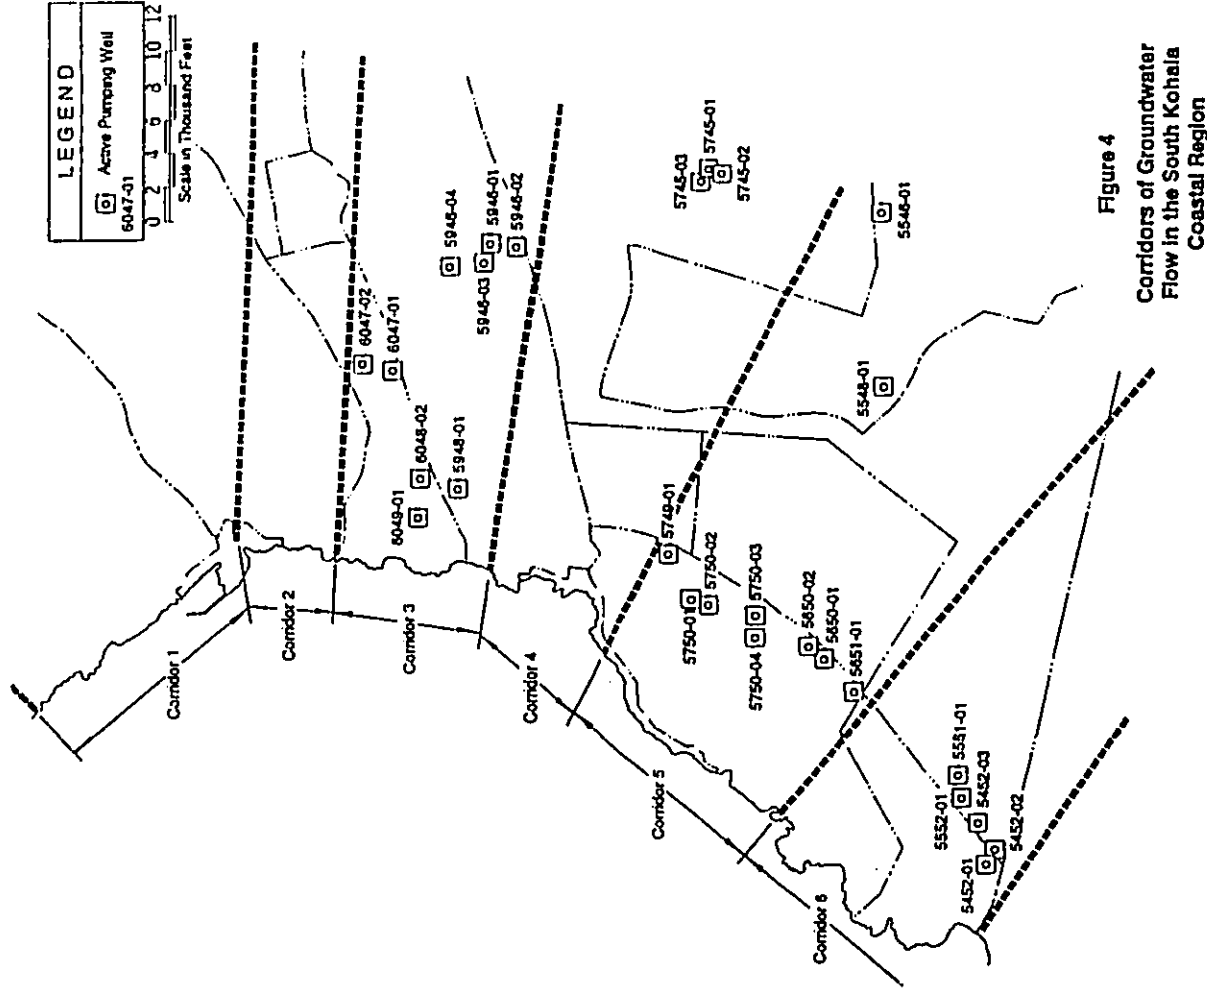 LEGEND
6047-01
Active Pumping Well
0 2 4 6 8 10 12
Scale in Thousand Feet
Corridor 1
Corridor 2
Corridor 3
Corridor 4
Corridor 5
Corridor 6
6047-02
6047-01
6048-02
8049-01
5948-01
5946-04
5946-03
5946-01
5946-02
5745-03
5745-01
5745-02
5546-01
5548-01
5749-01
5750-01
5750-02
5750-03
5750-04
5650-02
5650-01
5651-01
5551-01
5552-01
5452-03
5452-02
5452-01
Figure 4
Corridors of Groundwater
Flow in the South Kohala
Coastal Region